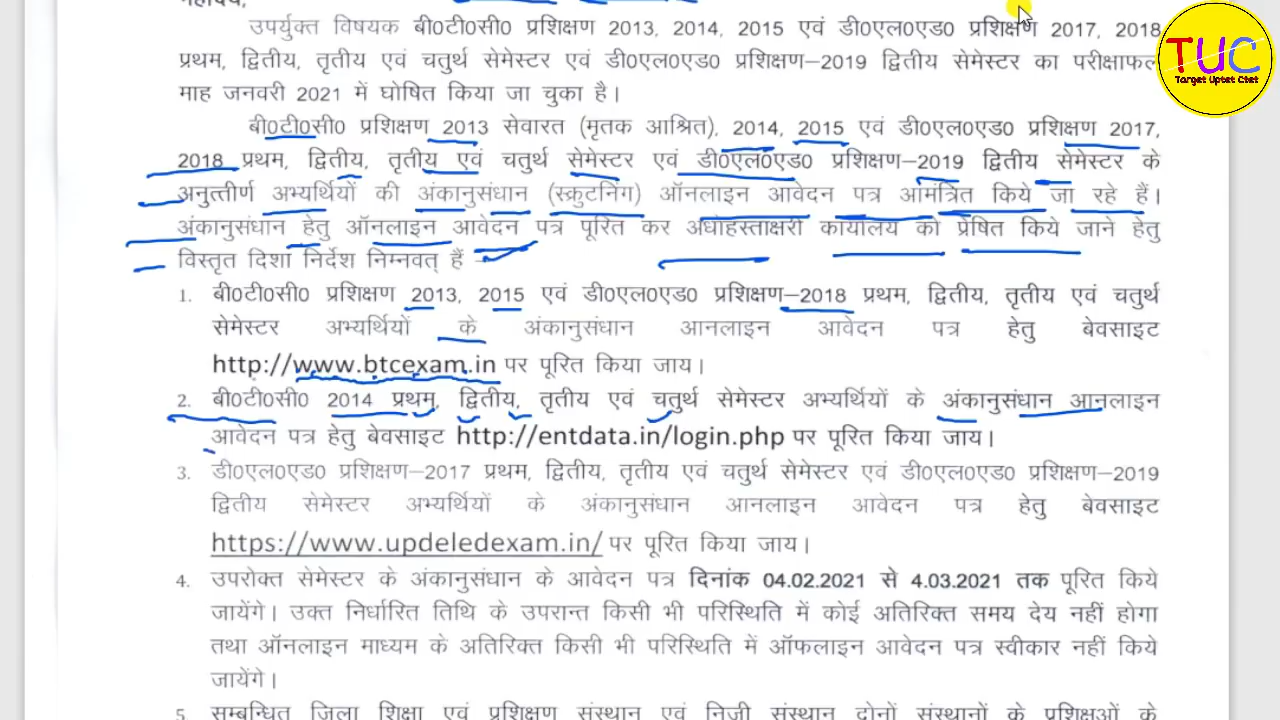 महोदय,
उपर्युक्त विषयक बी0टी0सी0 प्रशिक्षण 2013, 2014, 2015 एवं डी0एल0एड0 प्रशिक्षण 2017, 2018
प्रथम, द्वितीय, तृतीय एवं चतुर्थ सेमेस्टर एवं डी0एल0एड0 प्रशिक्षण–2019 द्वितीय सेमेस्टर का परीक्षाफल
माह जनवरी 2021 में घोषित किया जा चुका है।
बी0टी0सी0 प्रशिक्षण 2013 सेवारत (मृतक आश्रित), 2014, 2015 एवं डी0एल0एड0 प्रशिक्षण 2017,
2018 प्रथम, द्वितीय, तृतीय एवं चतुर्थ सेमेस्टर एवं डी0एल0एड0 प्रशिक्षण–2019 द्वितीय सेमेस्टर के
अनुत्तीर्ण अभ्यर्थियों की अंकानुसंधान (स्क्रुटनिंग) ऑनलाइन आवेदन पत्र आमंत्रित किये जा रहे हैं।
अंकानुसंधान हेतु ऑनलाइन आवेदन पत्र पूरित कर अधोहस्ताक्षरी कार्यालय को प्रेषित किये जाने हेतु
विस्तृत दिशा निर्देश निम्नवत् हैं –
1. बी0टी0सी0 प्रशिक्षण 2013, 2015 एवं डी0एल0एड0 प्रशिक्षण–2018 प्रथम, द्वितीय, तृतीय एवं चतुर्थ
सेमेस्टर अभ्यर्थियों के अंकानुसंधान आनलाइन आवेदन पत्र हेतु बेवसाइट
http://www.btcexam.in पर पूरित किया जाय।
2. बी0टी0सी0 2014 प्रथम, द्वितीय, तृतीय एवं चतुर्थ सेमेस्टर अभ्यर्थियों के अंकानुसंधान आनलाइन
आवेदन पत्र हेतु बेवसाइट http://entdata.in/login.php पर पूरित किया जाय।
3. डी0एल0एड0 प्रशिक्षण–2017 प्रथम, द्वितीय, तृतीय एवं चतुर्थ सेमेस्टर एवं डी0एल0एड0 प्रशिक्षण–2019
द्वितीय सेमेस्टर अभ्यर्थियों के अंकानुसंधान आनलाइन आवेदन पत्र हेतु बेवसाइट
https://www.updeledexam.in/ पर पूरित किया जाय।
4. उपरोक्त सेमेस्टर के अंकानुसंधान के आवेदन पत्र दिनांक 04.02.2021 से 4.03.2021 तक पूरित किये
जायेंगे। उक्त निर्धारित तिथि के उपरान्त किसी भी परिस्थिति में कोई अतिरिक्त समय देय नहीं होगा
तथा ऑनलाइन माध्यम के अतिरिक्त किसी भी परिस्थिति में ऑफलाइन आवेदन पत्र स्वीकार नहीं किये
जायेंगे।
5. सम्बन्धित जिला शिक्षा एवं प्रशिक्षण संस्थान एवं निजी संस्थान दोनों संस्थानों के प्रशिक्षुओं के
TUC
Target Uptet Ctet